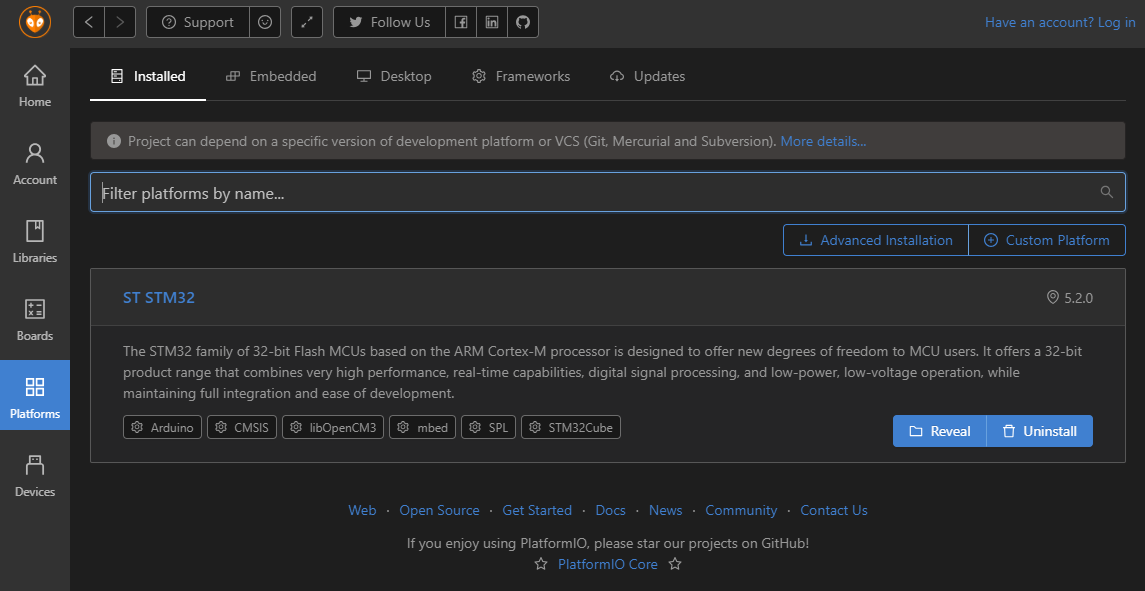 Support
Follow Us
Have an account? Log in
Home
Account
Libraries
Boards
Platforms
Devices
Installed
Embedded
Desktop
Frameworks
Updates
Project can depend on a specific version of development platform or VCS (Git, Mercurial and Subversion). More details...
Filter platforms by name...
Advanced Installation
Custom Platform
ST STM32
5.2.0
The STM32 family of 32-bit Flash MCUs based on the ARM Cortex-M processor is designed to offer new degrees of freedom to MCU users. It offers a 32-bit
product range that combines very high performance, real-time capabilities, digital signal processing, and low-power, low-voltage operation, while
maintaining full integration and ease of development.
Arduino
CMSIS
libOpenCM3
mbed
SPL
STM32Cube
Reveal
Uninstall
Web · Open Source · Get Started · Docs · News · Community · Contact Us
If you enjoy using PlatformIO, please star our projects on GitHub!
PlatformIO Core